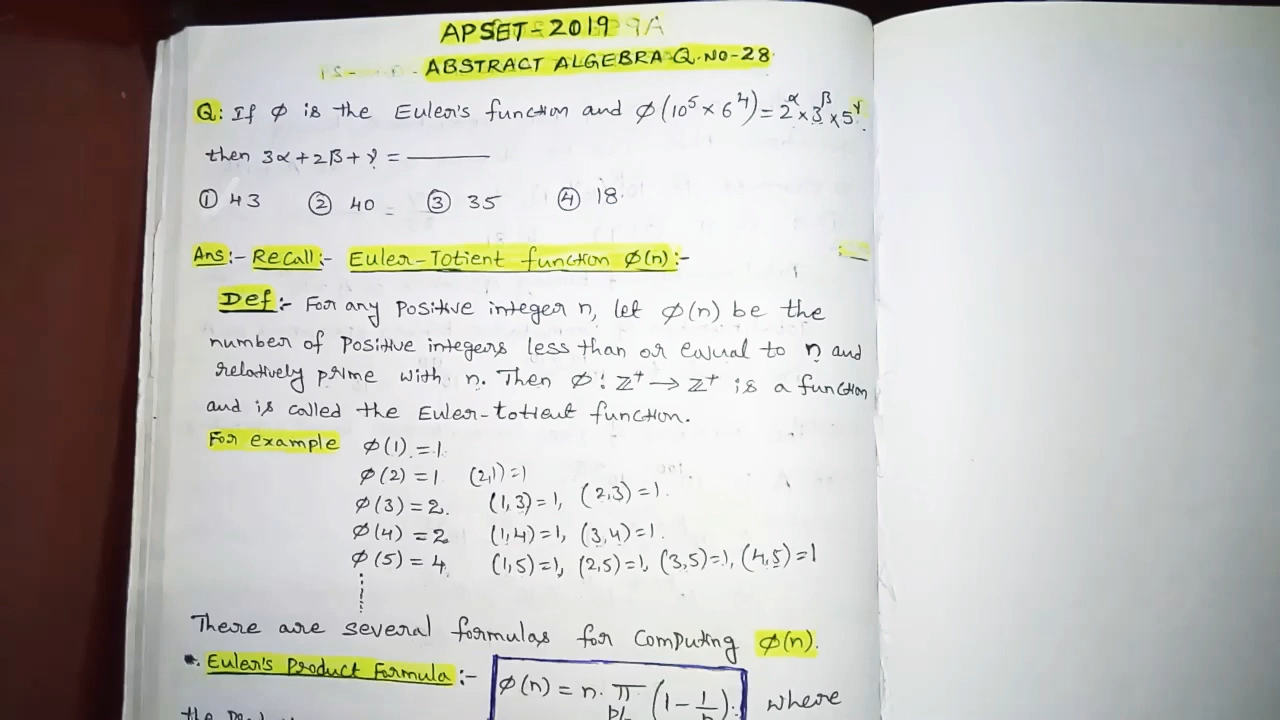 APSET-2019
ABSTRACT ALGEBRA Q.NO-28.
Q: If φ is the Euler's function and φ(10⁵ × 6⁴) = 2^α × 3^β × 5^γ.
then 3α+2β+γ = ———
① 43 ② 40 ③ 35 ④ 18.
Ans:- Recall:- Euler-Totient function φ(n):-
Def:- For any positive integer n, let φ(n) be the
number of positive integers less than or equal to n and
relatively prime with n. Then φ: Z⁺ → Z⁺ is a function
and is called the Euler-totient function.
For example φ(1) = 1.
φ(2) = 1 (2,1)=1
φ(3) = 2. (1,3)=1, (2,3)=1.
φ(4) = 2 (1,4)=1, (3,4)=1.
φ(5) = 4. (1,5)=1, (2,5)=1, (3,5)=1, (4,5)=1
There are several formulas for computing φ(n).
*. Euler's Product Formula:- φ(n) = n. π (1 - 1/p). where